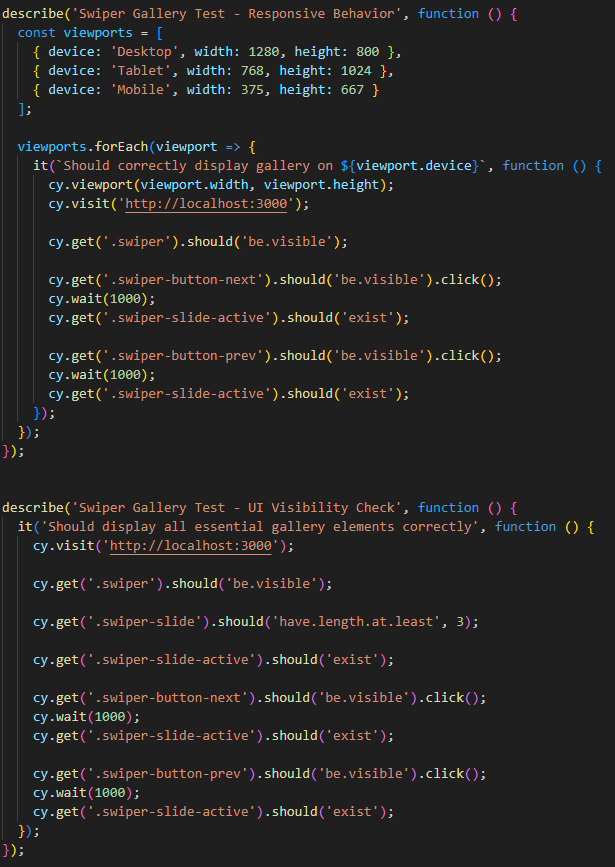 describe('Swiper Gallery Test - Responsive Behavior', function () {
  const viewports = [
    { device: 'Desktop', width: 1280, height: 800 },
    { device: 'Tablet', width: 768, height: 1024 },
    { device: 'Mobile', width: 375, height: 667 }
  ];

  viewports.forEach(viewport => {
    it(`Should correctly display gallery on ${viewport.device}`, function () {
      cy.viewport(viewport.width, viewport.height);
      cy.visit('http://localhost:3000');

      cy.get('.swiper').should('be.visible');

      cy.get('.swiper-button-next').should('be.visible').click();
      cy.wait(1000);
      cy.get('.swiper-slide-active').should('exist');

      cy.get('.swiper-button-prev').should('be.visible').click();
      cy.wait(1000);
      cy.get('.swiper-slide-active').should('exist');
    });
  });
});


describe('Swiper Gallery Test - UI Visibility Check', function () {
  it('Should display all essential gallery elements correctly', function () {
    cy.visit('http://localhost:3000');

    cy.get('.swiper').should('be.visible');

    cy.get('.swiper-slide').should('have.length.at.least', 3);

    cy.get('.swiper-slide-active').should('exist');

    cy.get('.swiper-button-next').should('be.visible').click();
    cy.wait(1000);
    cy.get('.swiper-slide-active').should('exist');

    cy.get('.swiper-button-prev').should('be.visible').click();
    cy.wait(1000);
    cy.get('.swiper-slide-active').should('exist');
  });
});